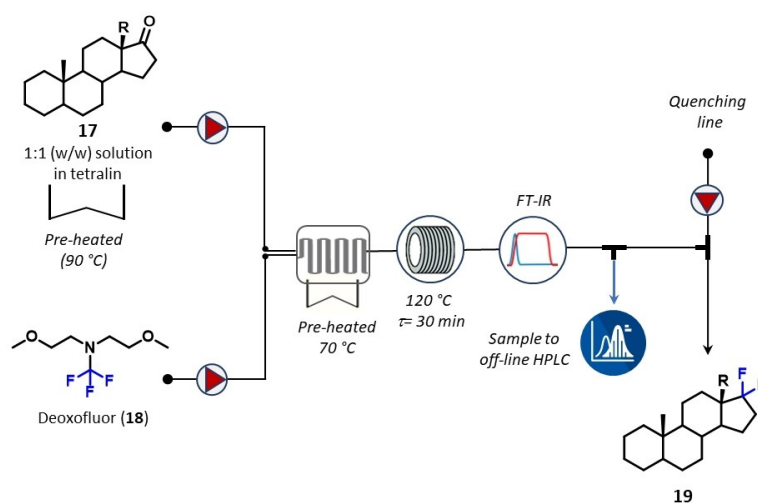 R
O
17
1:1 (w/w) solution
in tetralin
Pre-heated
(90 °C)
O
N
O
F
F
F
Deoxofluor (18)
Pre-heated
70 °C
120 °C
τ= 30 min
FT-IR
Sample to
off-line HPLC
Quenching
line
R
F
19